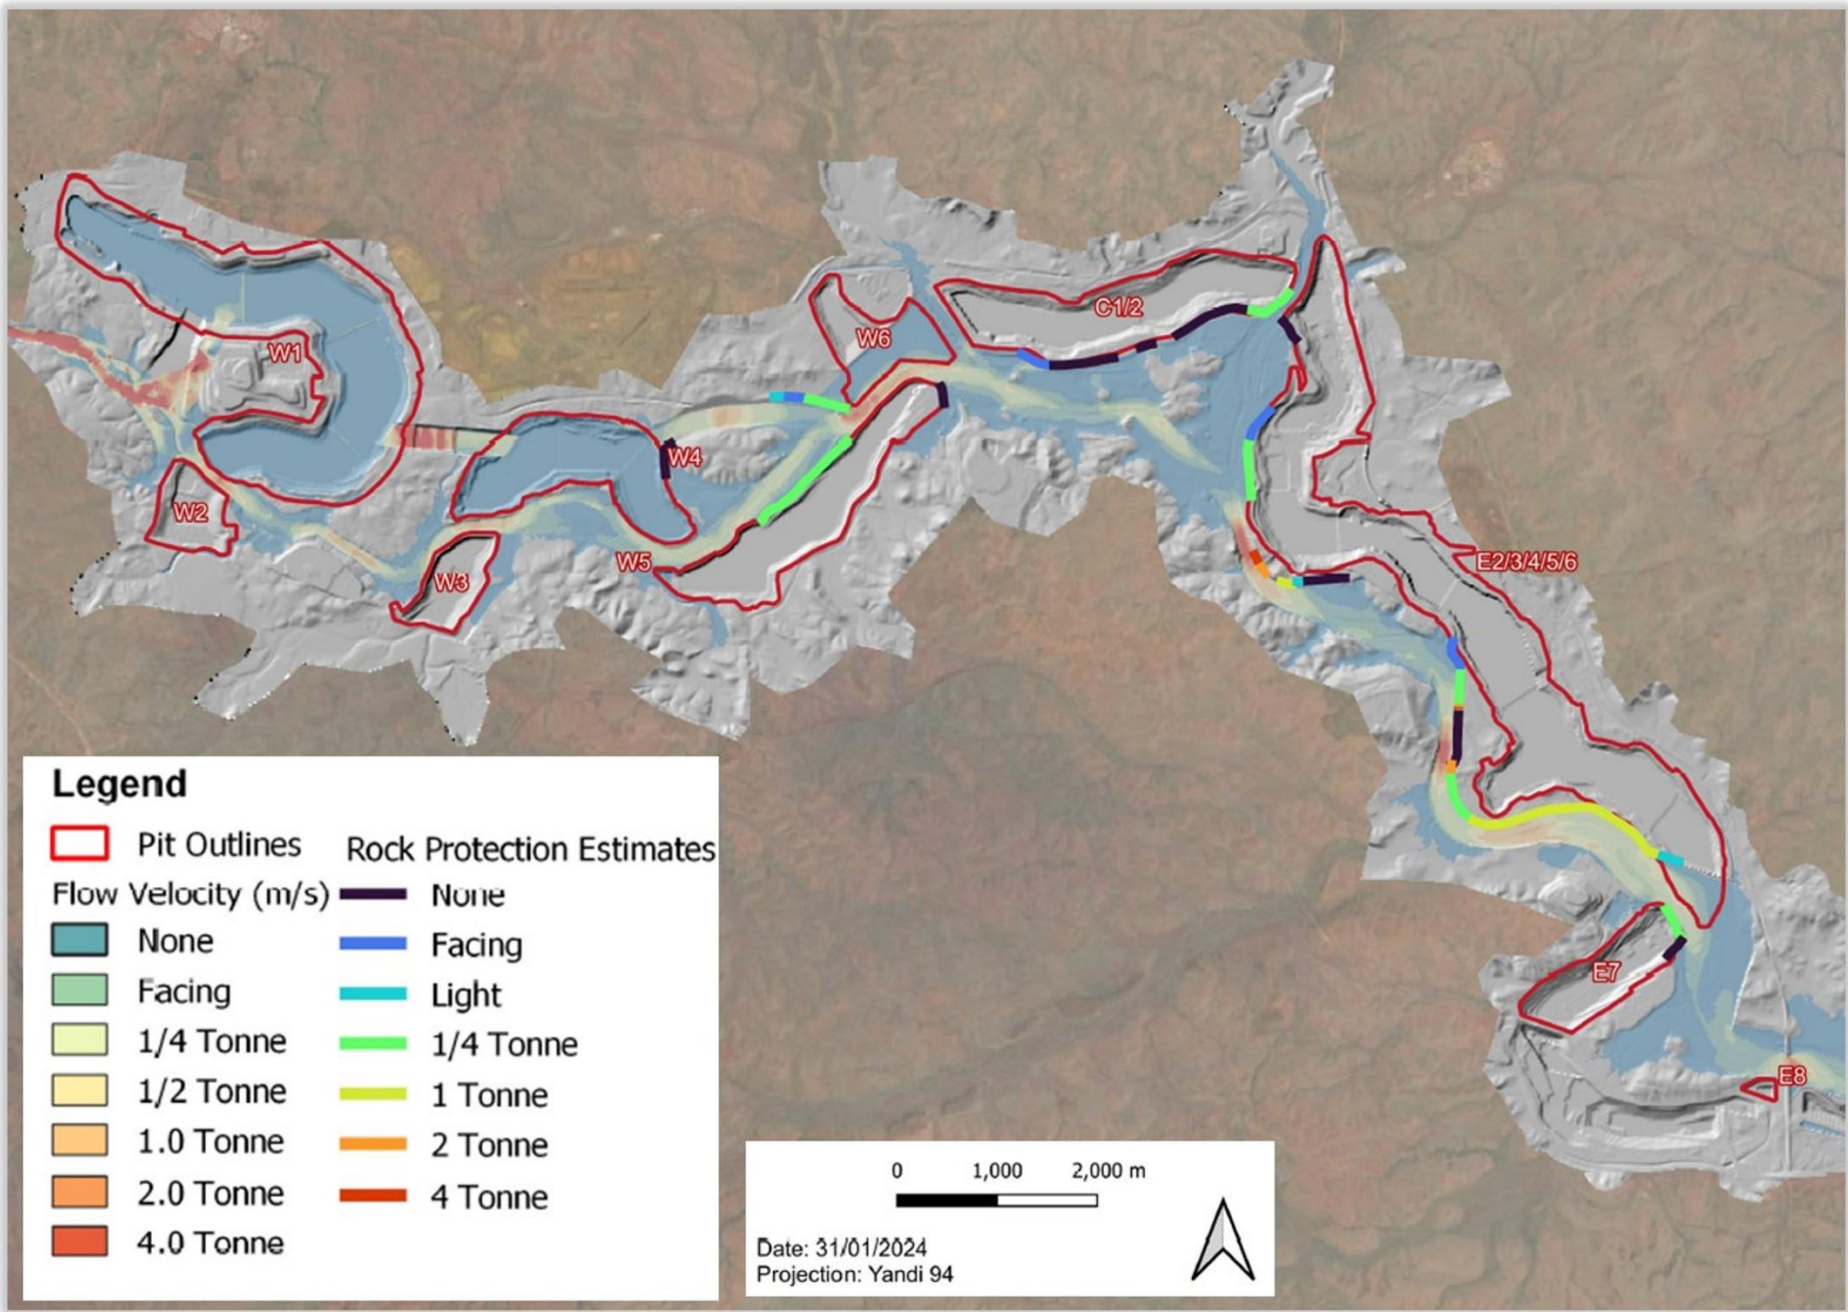 W1
W2
W3
W4
W5
W6
C1/2
E2/3/4/5/6
E7
E8
Legend
Pit Outlines
Flow Velocity (m/s)
None
Facing
1/4 Tonne
1/2 Tonne
1.0 Tonne
2.0 Tonne
4.0 Tonne
Rock Protection Estimates
None
Facing
Light
1/4 Tonne
1 Tonne
2 Tonne
4 Tonne
0 1,000 2,000 m
Date: 31/01/2024
Projection: Yandi 94